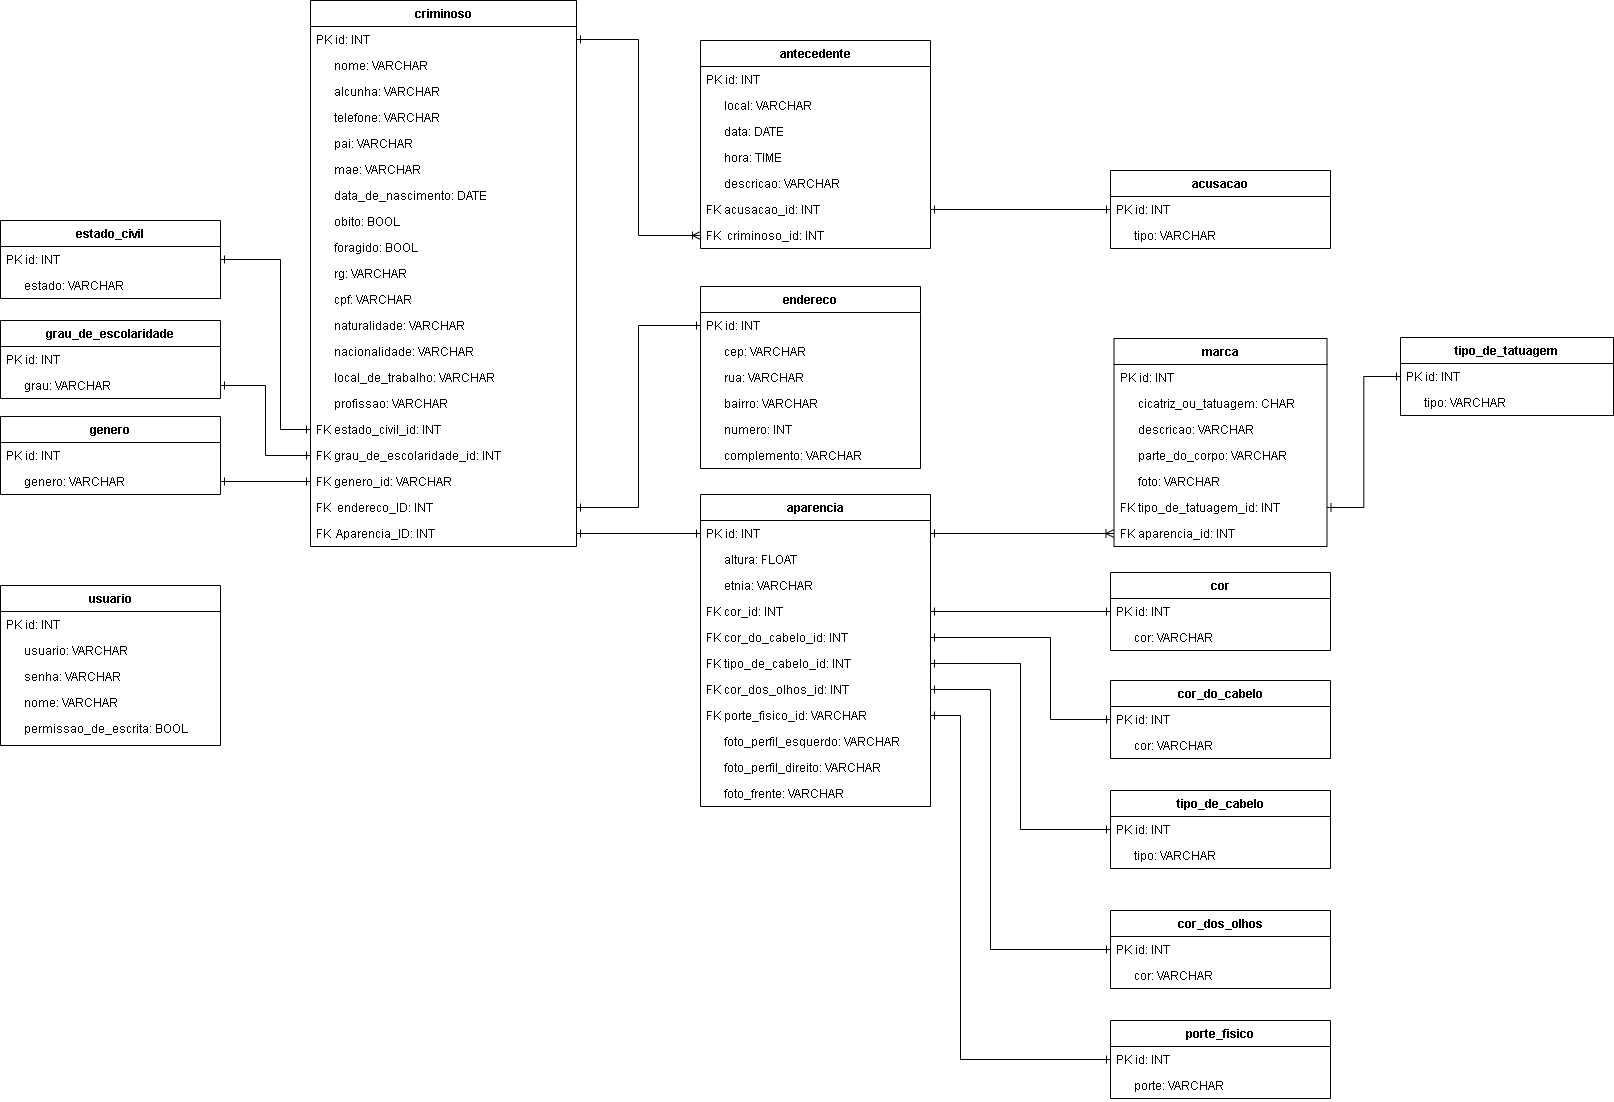 criminoso
PK id: INT
nome: VARCHAR
alcunha: VARCHAR
telefone: VARCHAR
pai: VARCHAR
mae: VARCHAR
data_de_nascimento: DATE
obito: BOOL
foragido: BOOL
rg: VARCHAR
cpf: VARCHAR
naturalidade: VARCHAR
nacionalidade: VARCHAR
local_de_trabalho: VARCHAR
profissao: VARCHAR
FK estado_civil_id: INT
FK grau_de_escolaridade_id: INT
FK genero_id: VARCHAR
FK endereco_ID: INT
FK Aparencia_ID: INT
estado_civil
PK id: INT
estado: VARCHAR
grau_de_escolaridade
PK id: INT
grau: VARCHAR
genero
PK id: INT
genero: VARCHAR
usuario
PK id: INT
usuario: VARCHAR
senha: VARCHAR
nome: VARCHAR
permissao_de_escrita: BOOL
antecedente
PK id: INT
local: VARCHAR
data: DATE
hora: TIME
descricao: VARCHAR
FK acusacao_id: INT
FK criminoso_id: INT
acusacao
PK id: INT
tipo: VARCHAR
endereco
PK id: INT
cep: VARCHAR
rua: VARCHAR
bairro: VARCHAR
numero: INT
complemento: VARCHAR
marca
PK id: INT
cicatriz_ou_tatuagem: CHAR
descricao: VARCHAR
parte_do_corpo: VARCHAR
foto: VARCHAR
FK tipo_de_tatuagem_id: INT
FK aparencia_id: INT
tipo_de_tatuagem
PK id: INT
tipo: VARCHAR
aparencia
PK id: INT
altura: FLOAT
etnia: VARCHAR
FK cor_id: INT
FK cor_do_cabelo_id: INT
FK tipo_de_cabelo_id: INT
FK cor_dos_olhos_id: INT
FK porte_fisico_id: VARCHAR
foto_perfil_esquerdo: VARCHAR
foto_perfil_direito: VARCHAR
foto_frente: VARCHAR
cor
PK id: INT
cor: VARCHAR
cor_do_cabelo
PK id: INT
cor: VARCHAR
tipo_de_cabelo
PK id: INT
tipo: VARCHAR
cor_dos_olhos
PK id: INT
cor: VARCHAR
porte_fisico
PK id: INT
porte: VARCHAR